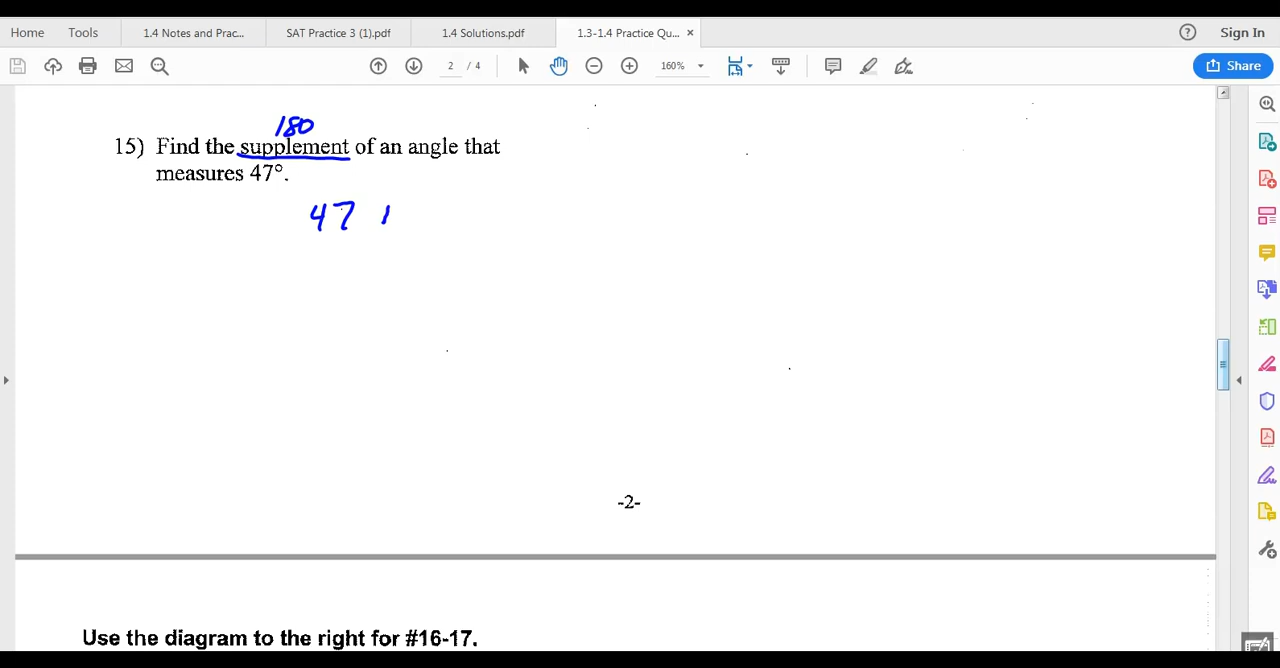 Home Tools 1.4 Notes and Prac... SAT Practice 3 (1).pdf 1.4 Solutions.pdf 1.3-1.4 Practice Qu... × ? Sign In
2 / 4 160% Share
180
15) Find the supplement of an angle that
measures 47°.
47
-2-
Use the diagram to the right for #16-17.